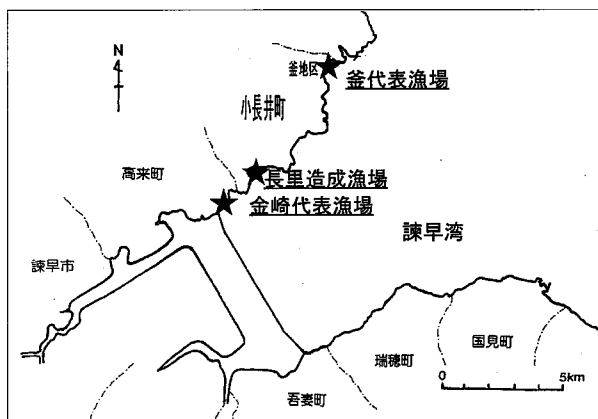 N
釜地区
釜代表漁場
小長井町
高来町
長里造成漁場
金崎代表漁場
諫早湾
諫早市
国見町
瑞穂町
吾妻町
0 5km